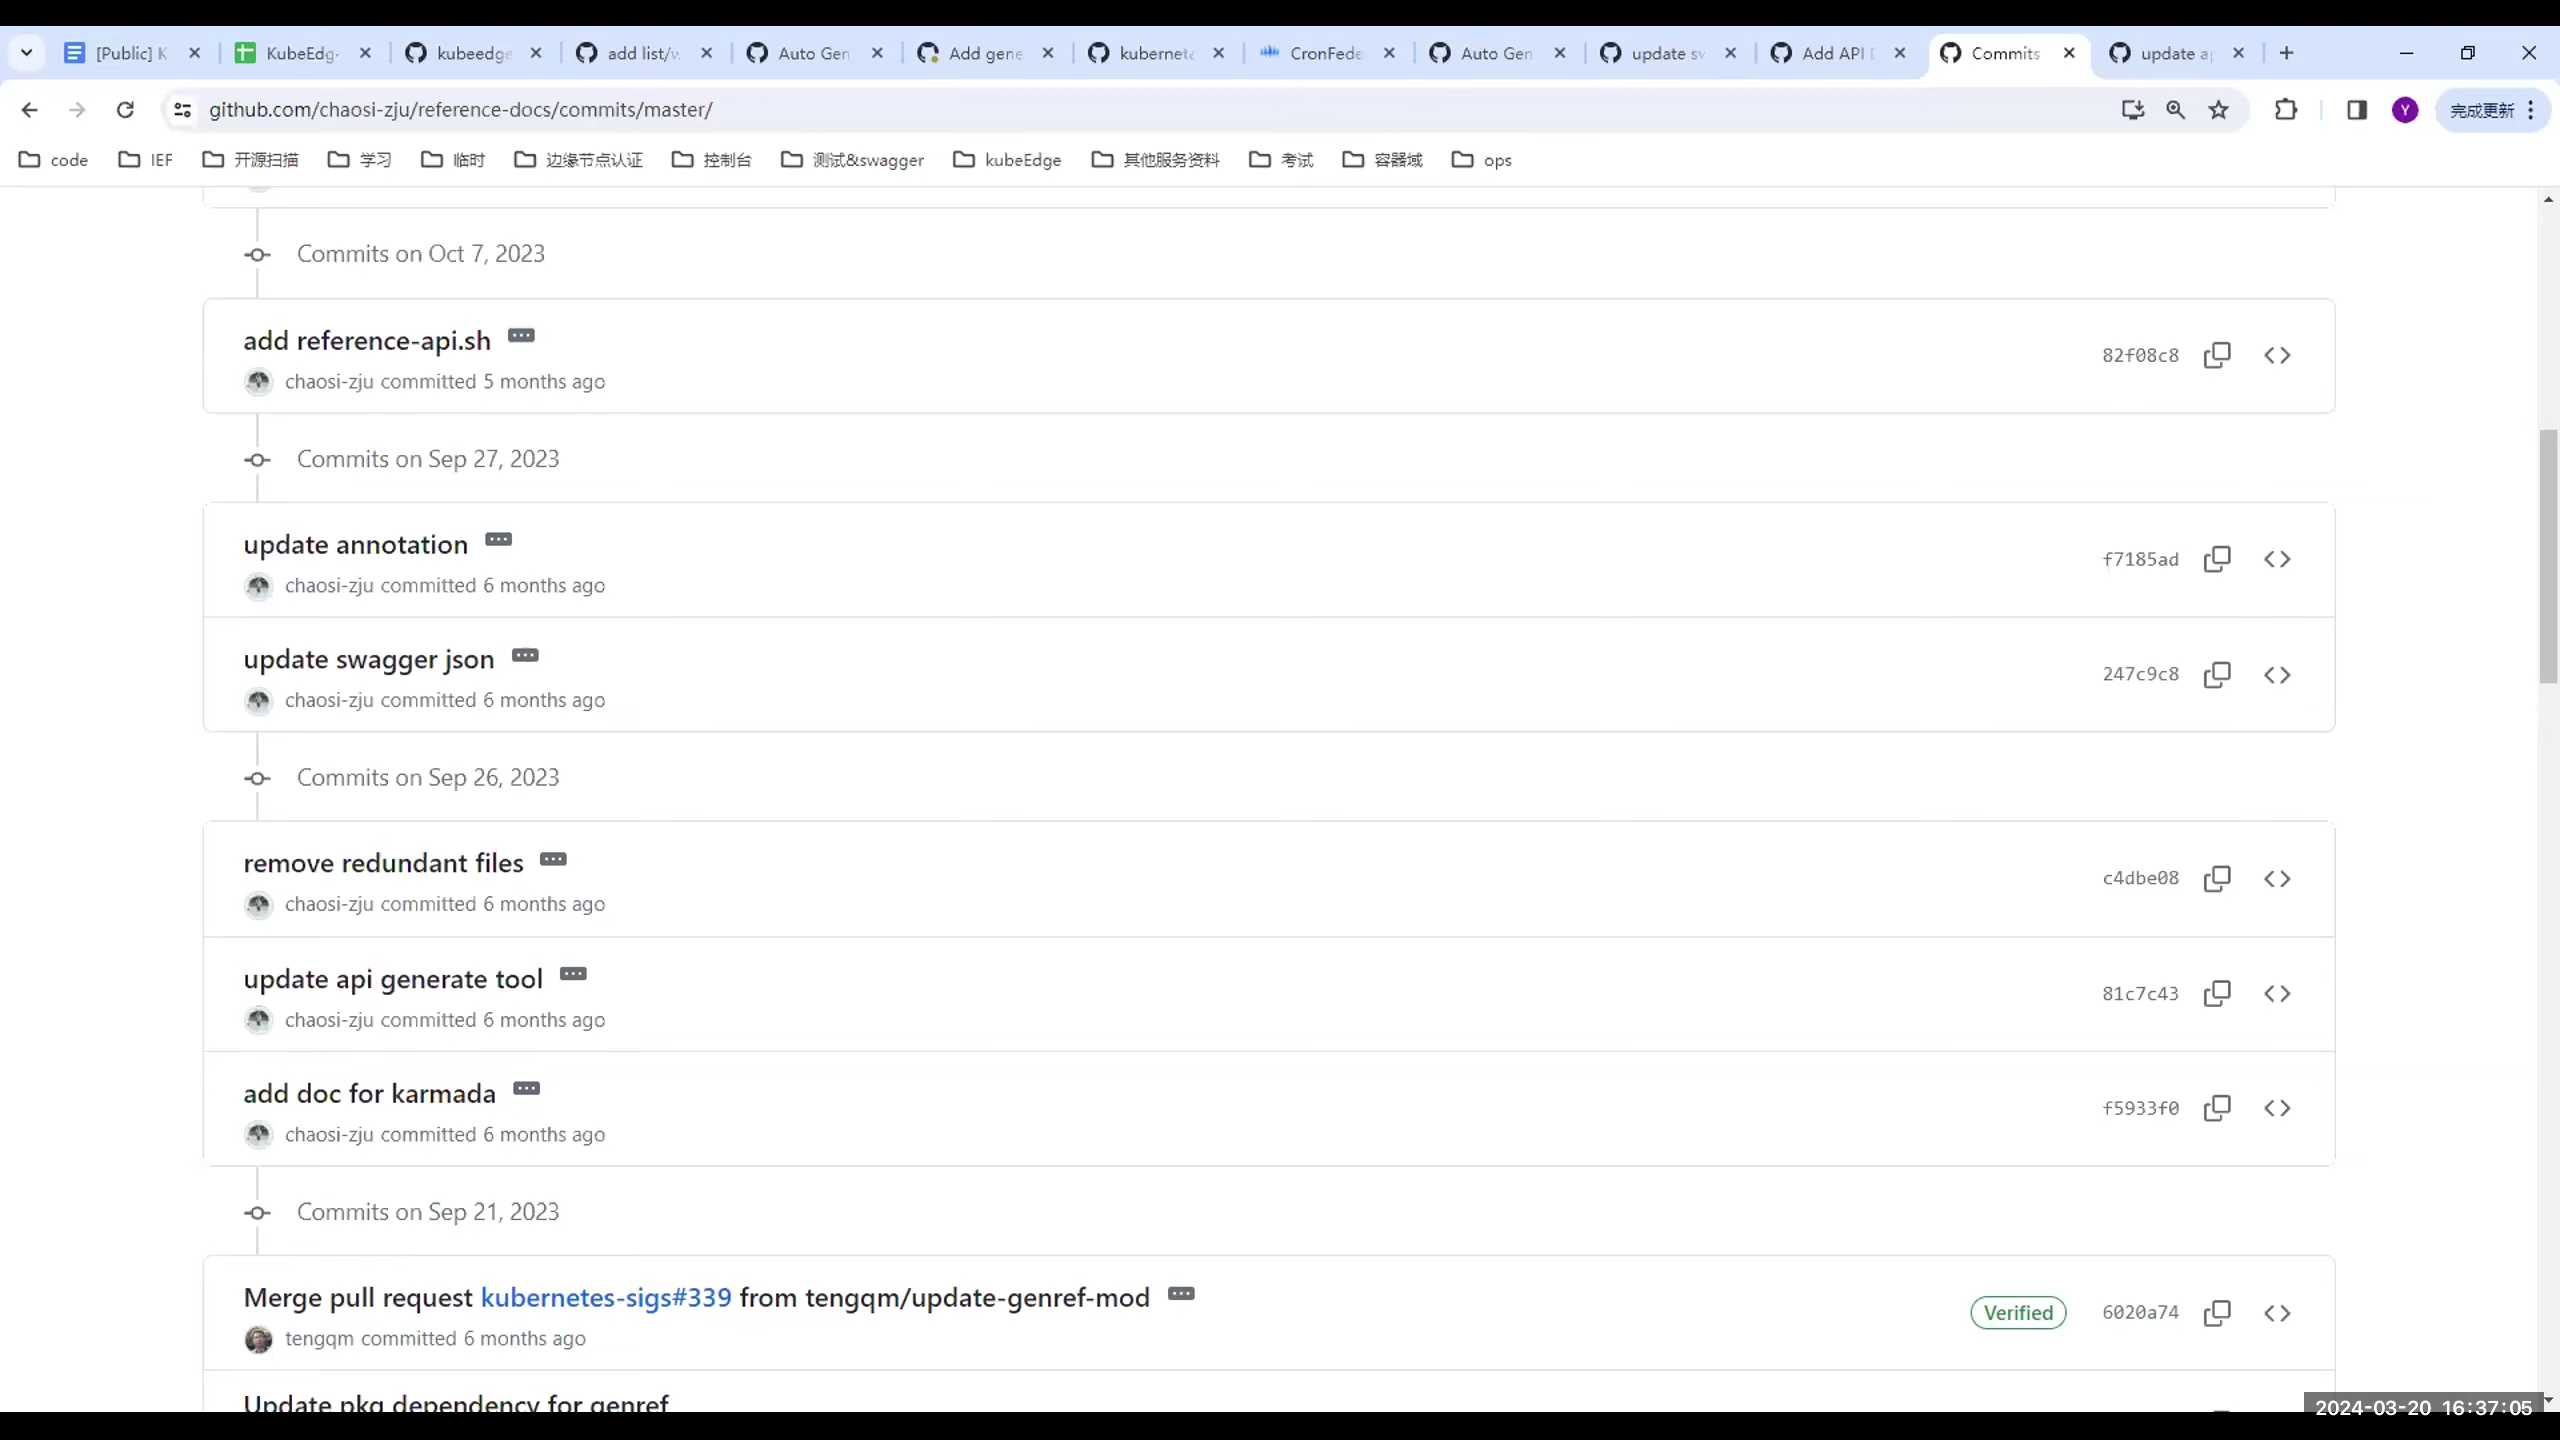 [Public] K
KubeEdg-
kubeedge
add list/w
Auto Gen
Add gene
kubernete
CronFede
Auto Gen
update sw
Add API D
Commits
update ap
github.com/chaosi-zju/reference-docs/commits/master/
Y
完成更新
code
IEF
开源扫描
学习
临时
边缘节点认证
控制台
测试&swagger
kubeEdge
其他服务资料
考试
容器域
ops
Commits on Oct 7, 2023
add reference-api.sh
82f08c8
chaosi-zju committed 5 months ago
Commits on Sep 27, 2023
update annotation
f7185ad
chaosi-zju committed 6 months ago
update swagger json
247c9c8
chaosi-zju committed 6 months ago
Commits on Sep 26, 2023
remove redundant files
c4dbe08
chaosi-zju committed 6 months ago
update api generate tool
81c7c43
chaosi-zju committed 6 months ago
add doc for karmada
f5933f0
chaosi-zju committed 6 months ago
Commits on Sep 21, 2023
Merge pull request kubernetes-sigs#339 from tengqm/update-genref-mod
Verified
6020a74
tengqm committed 6 months ago
Update pkg dependency for genref
2024-03-20 16:37:05